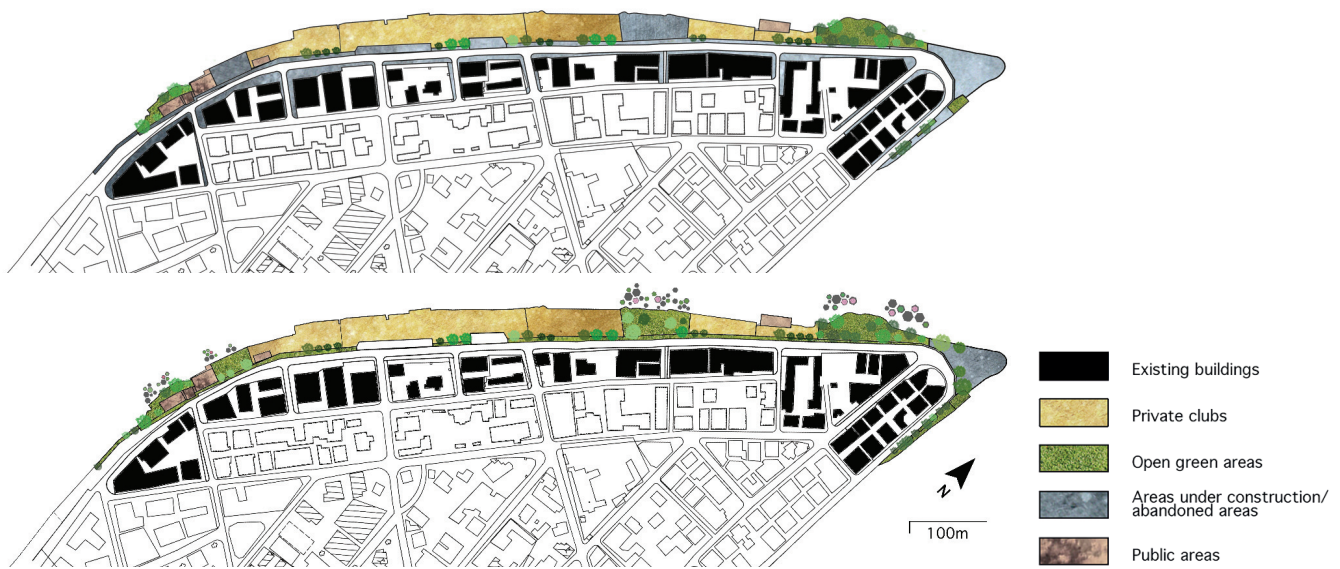 Existing buildings
Private clubs
Open green areas
N
Areas under construction/
abandoned areas
100m
Public areas